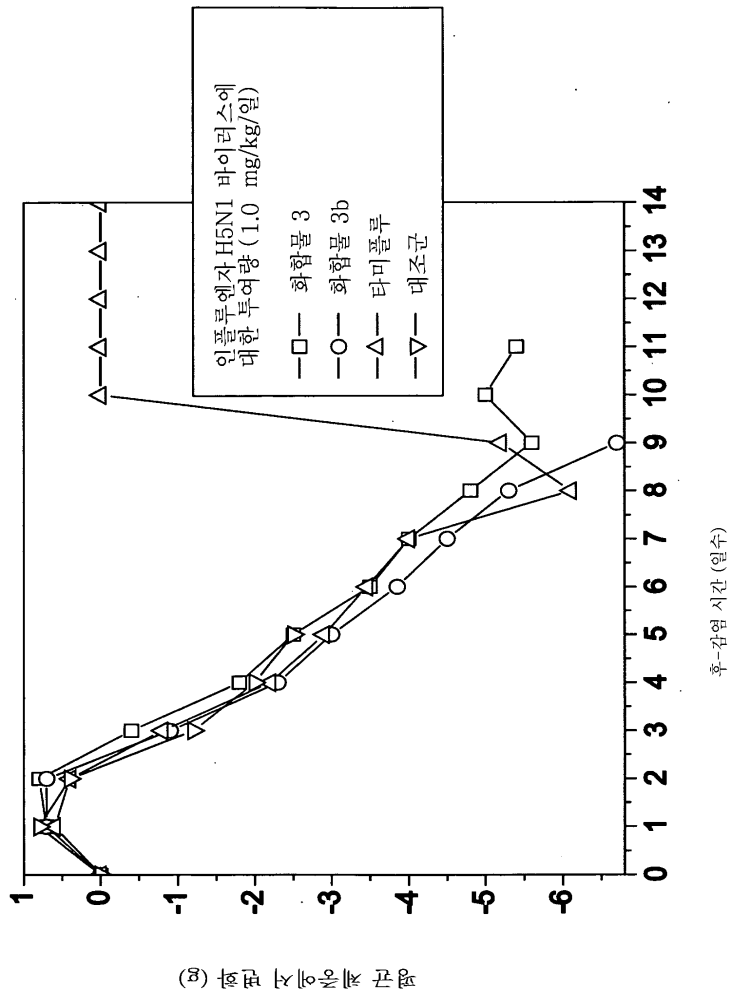 인플루엔자 H5N1 바이러스에
대한 투여량 (1.0 mg/kg/일)
화합물 3
화합물 3b
타미플루
대조군
평균 체중에서 변화 (g)
1
0
-1
-2
-3
-4
-5
-6
0 1 2 3 4 5 6 7 8 9 10 11 12 13 14
후-감염 시간 (일수)